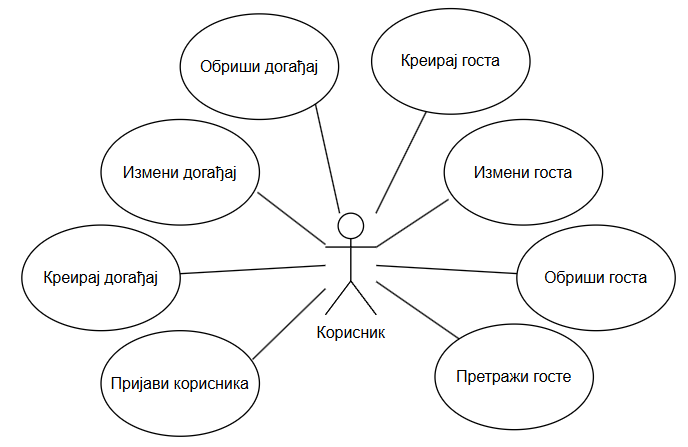 Обриши догађај
Креирај госта
Измени догађај
Измени госта
Креирај догађај
Обриши госта
Корисник
Пријави корисника
Претражи госте